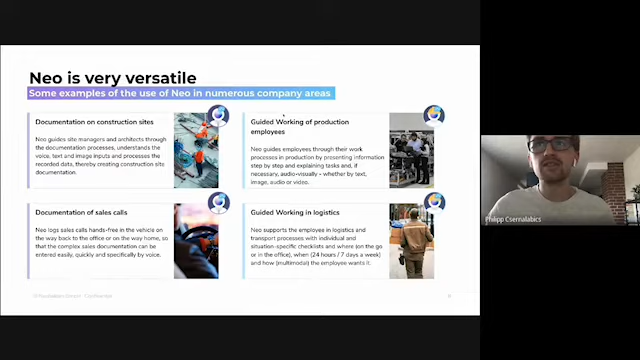 Neo is very versatile
Some examples of the use of Neo in numerous company areas
Documentation on construction sites
Neo guides site managers and architects through
the documentation processes, understands the
voice, text and image inputs and processes the
recorded data, thereby creating construction site
documentation.
Guided Working of production
employees
Neo guides employees through their work
processes in production by presenting information
step by step and explaining tasks and, if
necessary, audio-visually - whether by text,
image, audio or video.
Documentation of sales calls
Neo logs sales calls hands-free in the vehicle on
the way back to the office or on the way home, so
that the complex sales documentation can be
entered easily, quickly and specifically by voice.
Guided Working in logistics
Neo supports the employee in logistics and
transport processes with individual and
situation-specific checklists and where (on the go
or in the office), when (24 hours / 7 days a week)
and how (multimodal) the employee wants it.
Philipp Csernalabics